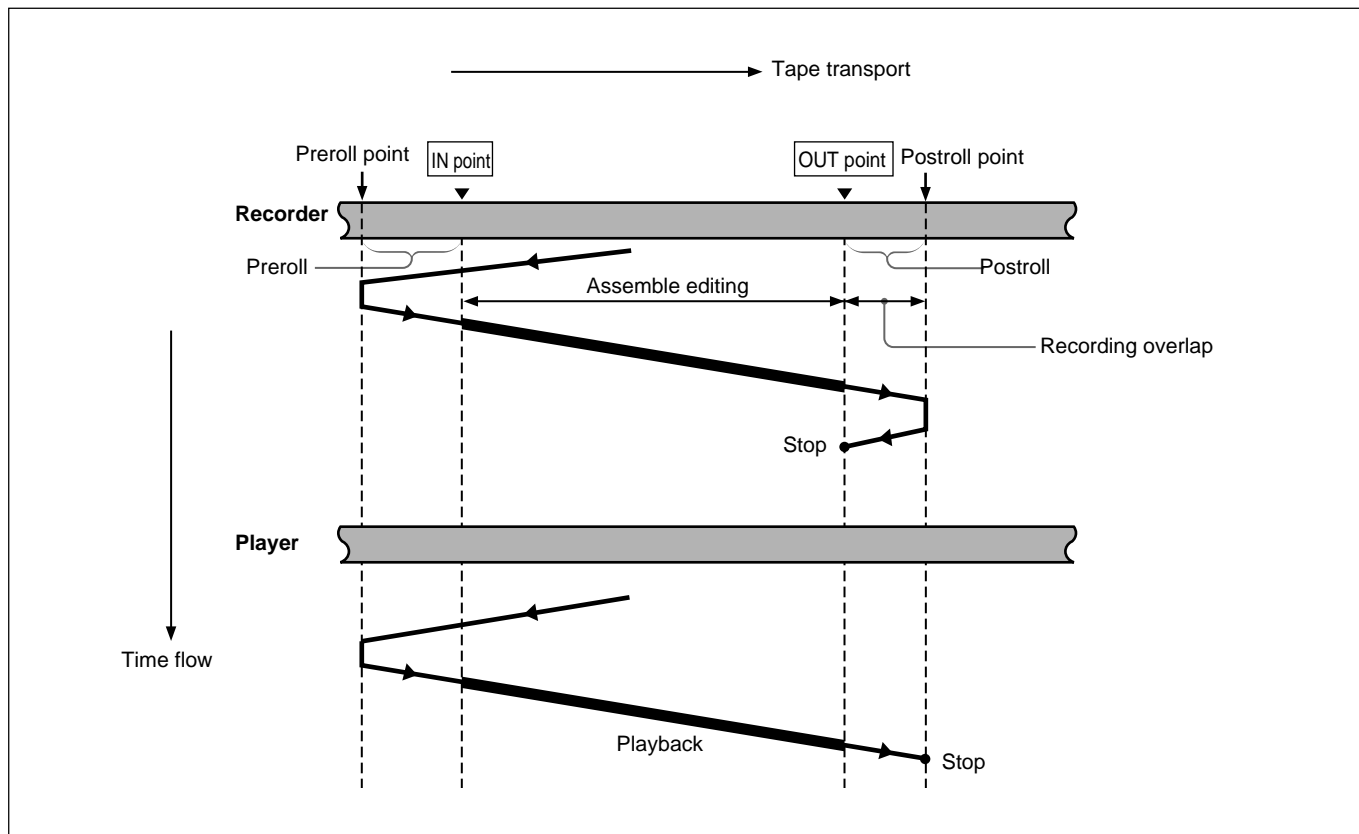 Tape transport
Preroll point
IN point
OUT point
Postroll point
Recorder
Preroll
Postroll
Assemble editing
Recording overlap
Stop
Player
Time flow
Playback
Stop